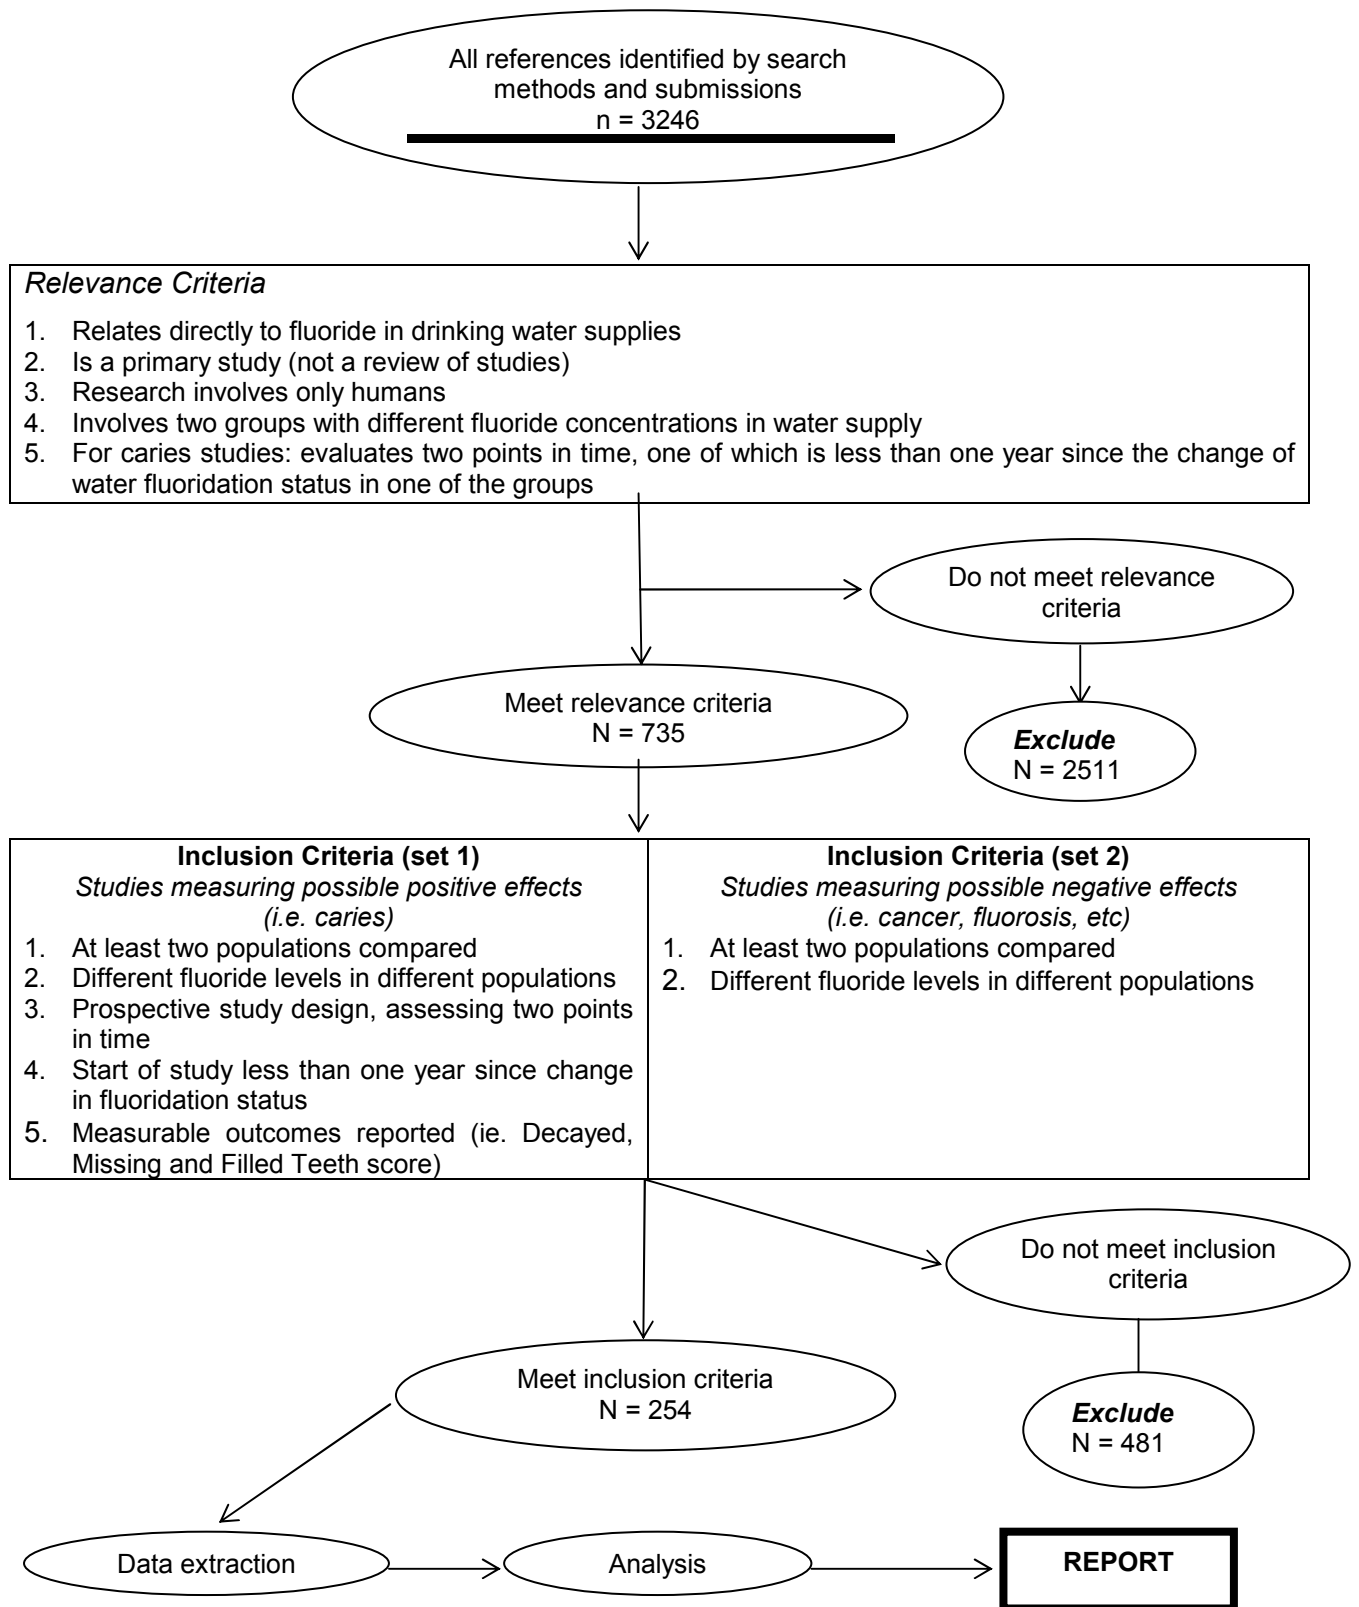 All references identified by search
methods and submissions
n = 3246
Relevance Criteria
1. Relates directly to fluoride in drinking water supplies
2. Is a primary study (not a review of studies)
3. Research involves only humans
4. Involves two groups with different fluoride concentrations in water supply
5. For caries studies: evaluates two points in time, one of which is less than one year since the change of
water fluoridation status in one of the groups
Do not meet relevance
criteria
Meet relevance criteria
N = 735
Exclude
N = 2511
Inclusion Criteria (set 1)
Studies measuring possible positive effects
(i.e. caries)
1. At least two populations compared
2. Different fluoride levels in different populations
3. Prospective study design, assessing two points
in time
4. Start of study less than one year since change
in fluoridation status
5. Measurable outcomes reported (ie. Decayed,
Missing and Filled Teeth score)
Inclusion Criteria (set 2)
Studies measuring possible negative effects
(i.e. cancer, fluorosis, etc)
1. At least two populations compared
2. Different fluoride levels in different populations
Do not meet inclusion
criteria
Meet inclusion criteria
N = 254
Exclude
N = 481
Data extraction
Analysis
REPORT